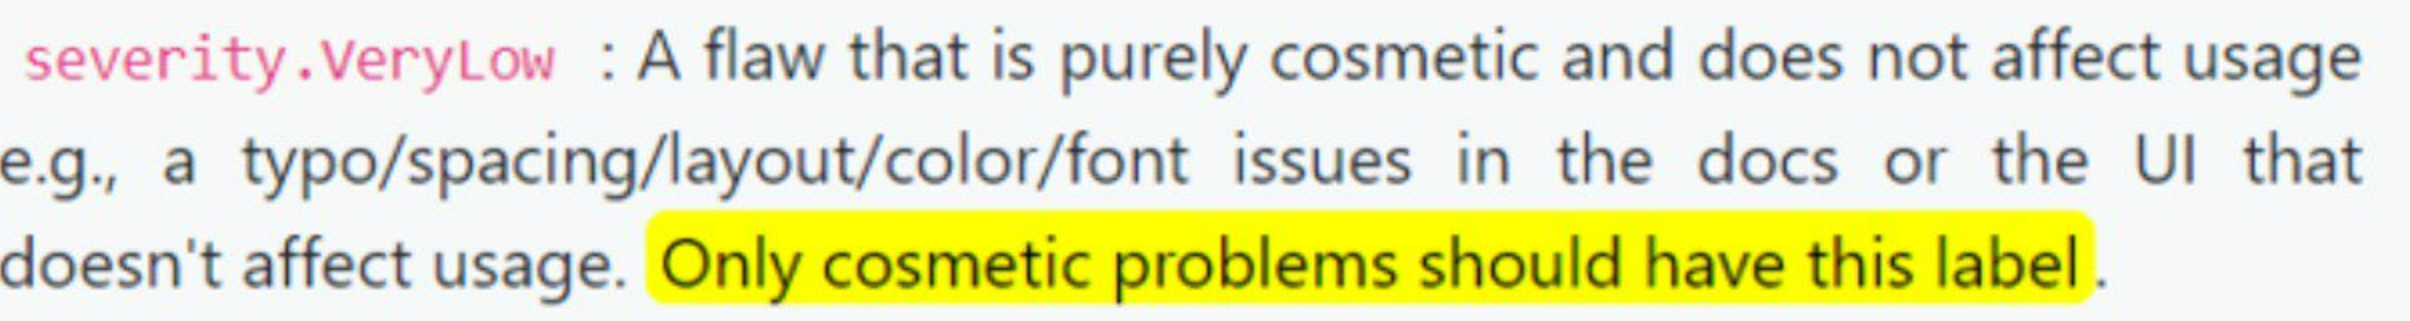 severity.VeryLow : A flaw that is purely cosmetic and does not affect usage
e.g., a typo/spacing/layout/color/font issues in the docs or the UI that
doesn't affect usage. Only cosmetic problems should have this label.